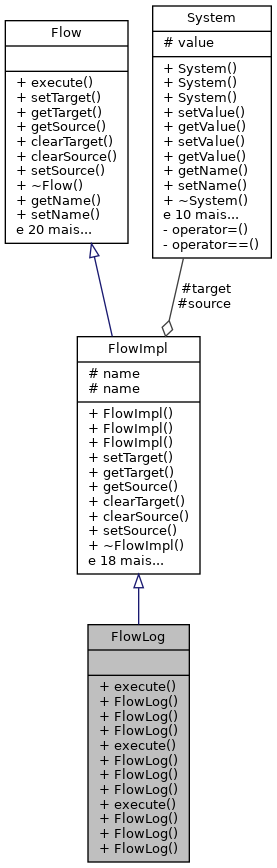 Flow
+ execute()
+ setTarget()
+ getTarget()
+ getSource()
+ clearTarget()
+ clearSource()
+ setSource()
+ ~Flow()
+ getName()
+ setName()
e 20 mais...
System
# value
+ System()
+ System()
+ System()
+ setValue()
+ getValue()
+ setValue()
+ getValue()
+ getName()
+ setName()
+ ~System()
e 10 mais...
- operator=()
- operator==()
#target
#source
FlowImpl
# name
# name
+ FlowImpl()
+ FlowImpl()
+ FlowImpl()
+ setTarget()
+ getTarget()
+ getSource()
+ clearTarget()
+ clearSource()
+ setSource()
+ ~FlowImpl()
e 18 mais...
FlowLog
+ execute()
+ FlowLog()
+ FlowLog()
+ FlowLog()
+ execute()
+ FlowLog()
+ FlowLog()
+ FlowLog()
+ execute()
+ FlowLog()
+ FlowLog()
+ FlowLog()